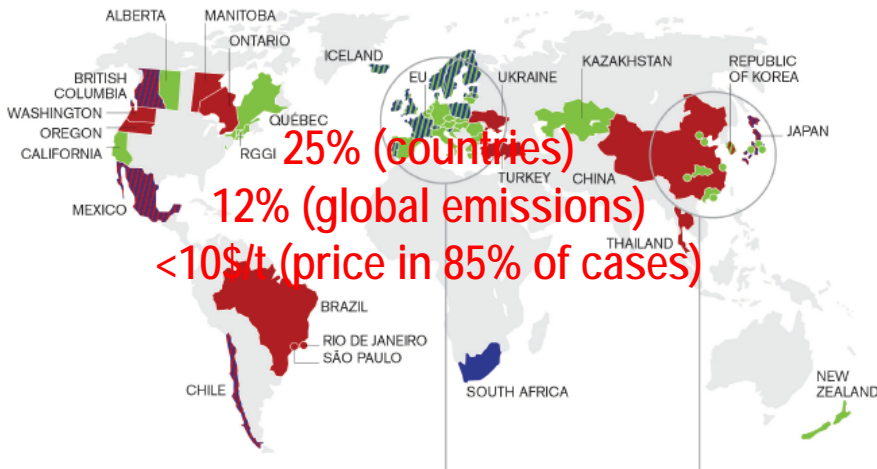 ALBERTA
MANITOBA
ONTARIO
BRITISH
COLUMBIA
WASHINGTON
OREGON
CALIFORNIA
QUÉBEC
RGGI
MEXICO
ICELAND
EU
UKRAINE
KAZAKHSTAN
REPUBLIC
OF KOREA
JAPAN
TURKEY
CHINA
THAILAND
25% (countries)
12% (global emissions)
<10$/t (price in 85% of cases)
BRAZIL
RIO DE JANEIRO
SÃO PAULO
CHILE
SOUTH AFRICA
NEW
ZEALAND